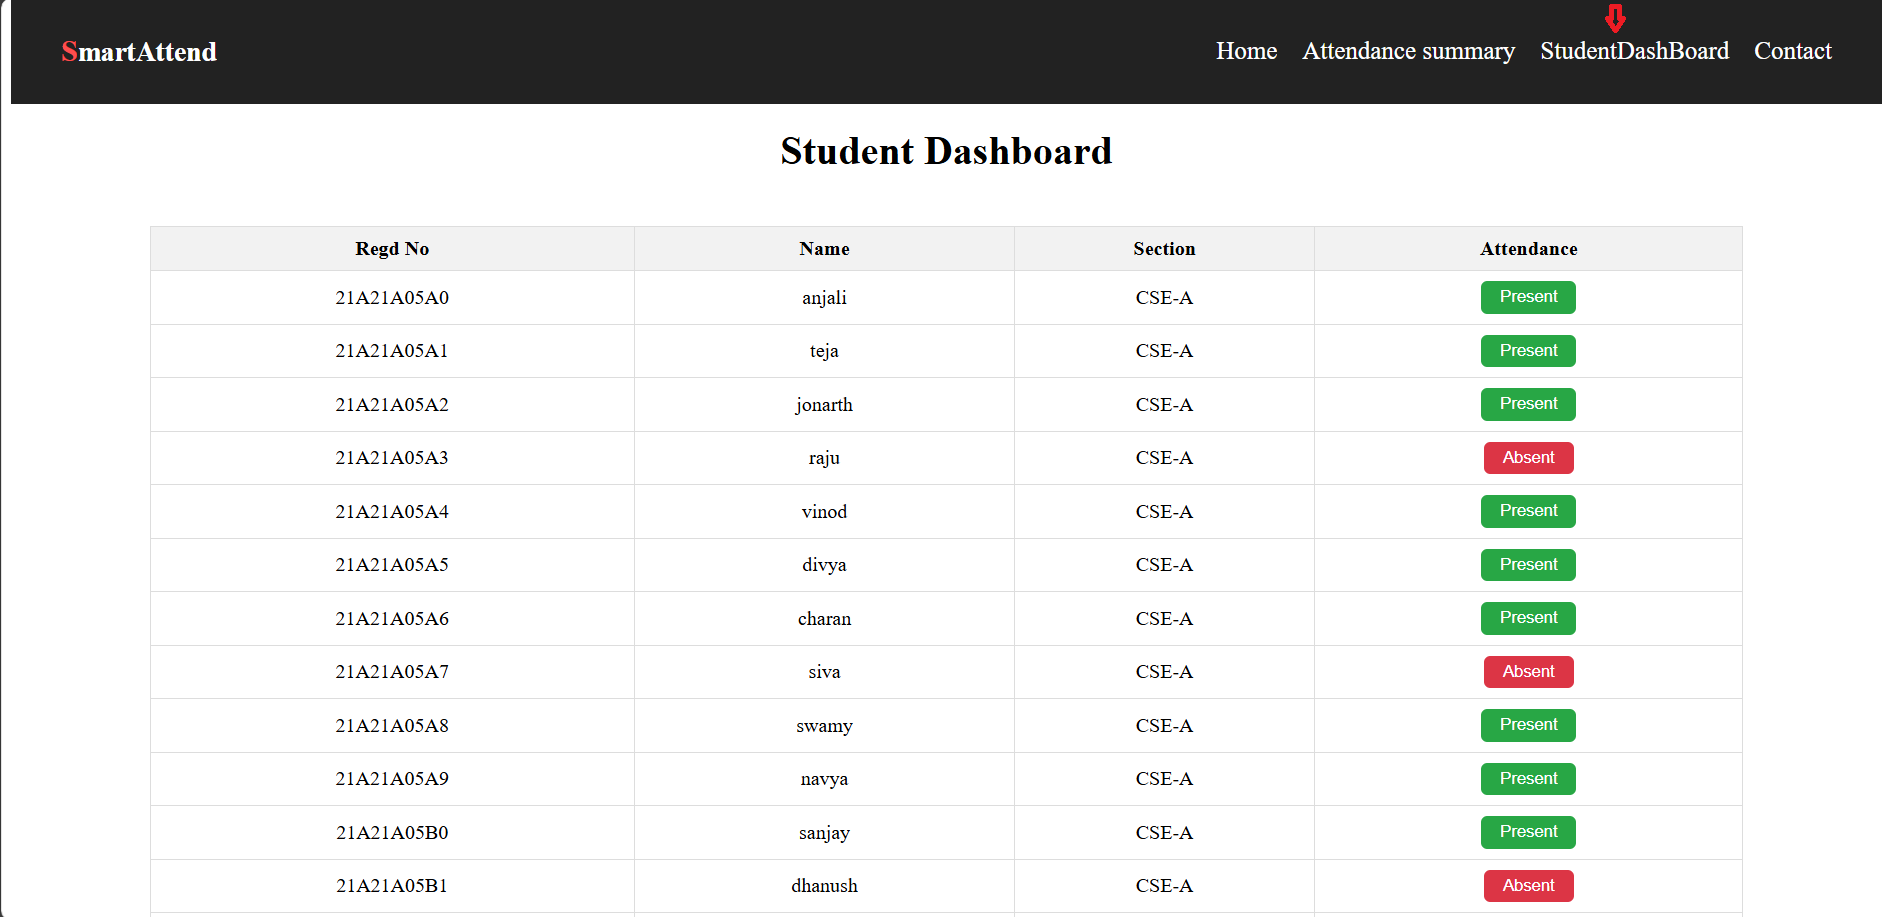 SmartAttend
Home Attendance summary StudentDashBoard Contact
Student Dashboard
Regd No Name Section Attendance
21A21A05A0 anjali CSE-A Present
21A21A05A1 teja CSE-A Present
21A21A05A2 jonarth CSE-A Present
21A21A05A3 raju CSE-A Absent
21A21A05A4 vinod CSE-A Present
21A21A05A5 divya CSE-A Present
21A21A05A6 charan CSE-A Present
21A21A05A7 siva CSE-A Absent
21A21A05A8 swamy CSE-A Present
21A21A05A9 navya CSE-A Present
21A21A05B0 sanjay CSE-A Present
21A21A05B1 dhanush CSE-A Absent